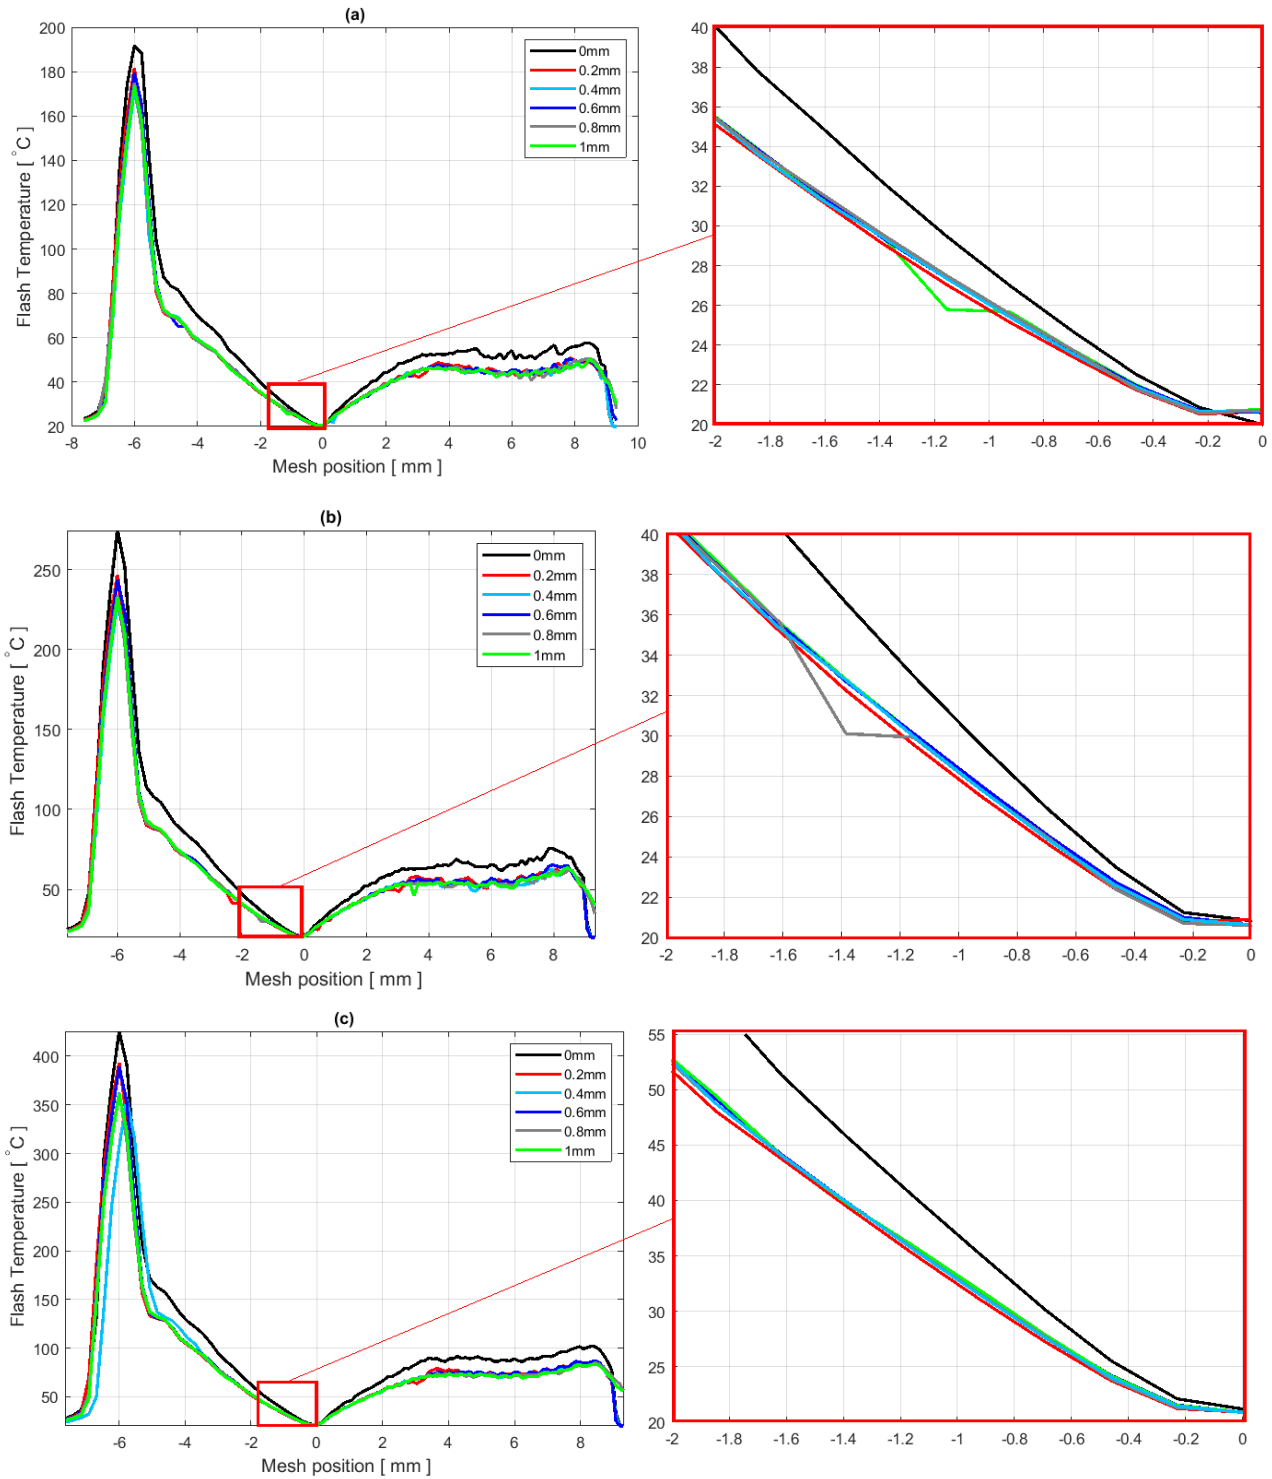 (a)
200
180
160
140
120
100
80
60
40
20
-8 -6 -4 -2 0 2 4 6 8 10
Flash Temperature [ °C ]
Mesh position [ mm ]
0mm
0.2mm
0.4mm
0.6mm
0.8mm
1mm
40
38
36
34
32
30
28
26
24
22
20
-2 -1.8 -1.6 -1.4 -1.2 -1 -0.8 -0.6 -0.4 -0.2 0
(b)
250
200
150
100
50
-6 -4 -2 0 2 4 6 8
Flash Temperature [ °C ]
Mesh position [ mm ]
0mm
0.2mm
0.4mm
0.6mm
0.8mm
1mm
40
38
36
34
32
30
28
26
24
22
20
-2 -1.8 -1.6 -1.4 -1.2 -1 -0.8 -0.6 -0.4 -0.2 0
(c)
400
350
300
250
200
150
100
50
-6 -4 -2 0 2 4 6 8
Flash Temperature [ °C ]
Mesh position [ mm ]
0mm
0.2mm
0.4mm
0.6mm
0.8mm
1mm
55
50
45
40
35
30
25
20
-2 -1.8 -1.6 -1.4 -1.2 -1 -0.8 -0.6 -0.4 -0.2 0